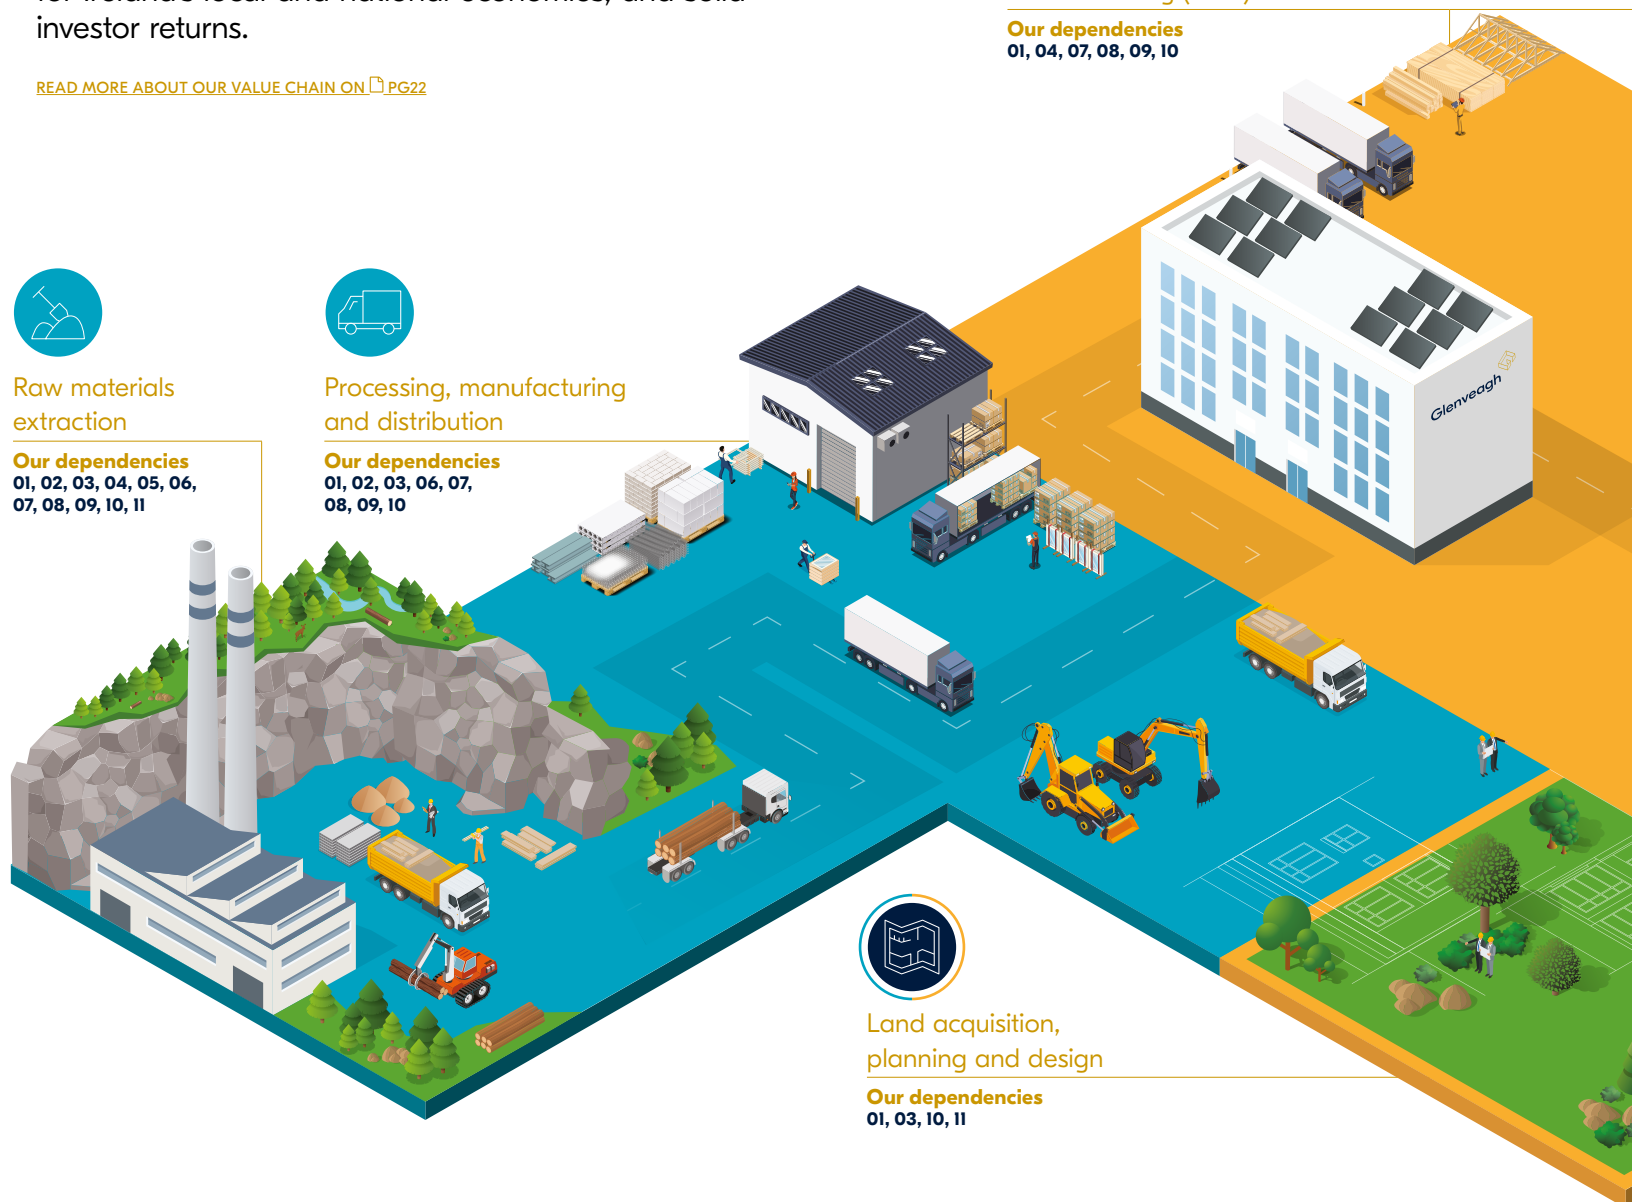 investor returns.
READ MORE ABOUT OUR VALUE CHAIN ON PG22
Our dependencies
01, 04, 07, 08, 09, 10
Raw materials
extraction
Our dependencies
01, 02, 03, 04, 05, 06,
07, 08, 09, 10, 11
Processing, manufacturing
and distribution
Our dependencies
01, 02, 03, 06, 07,
08, 09, 10
Glenveagh
Land acquisition,
planning and design
Our dependencies
01, 03, 10, 11